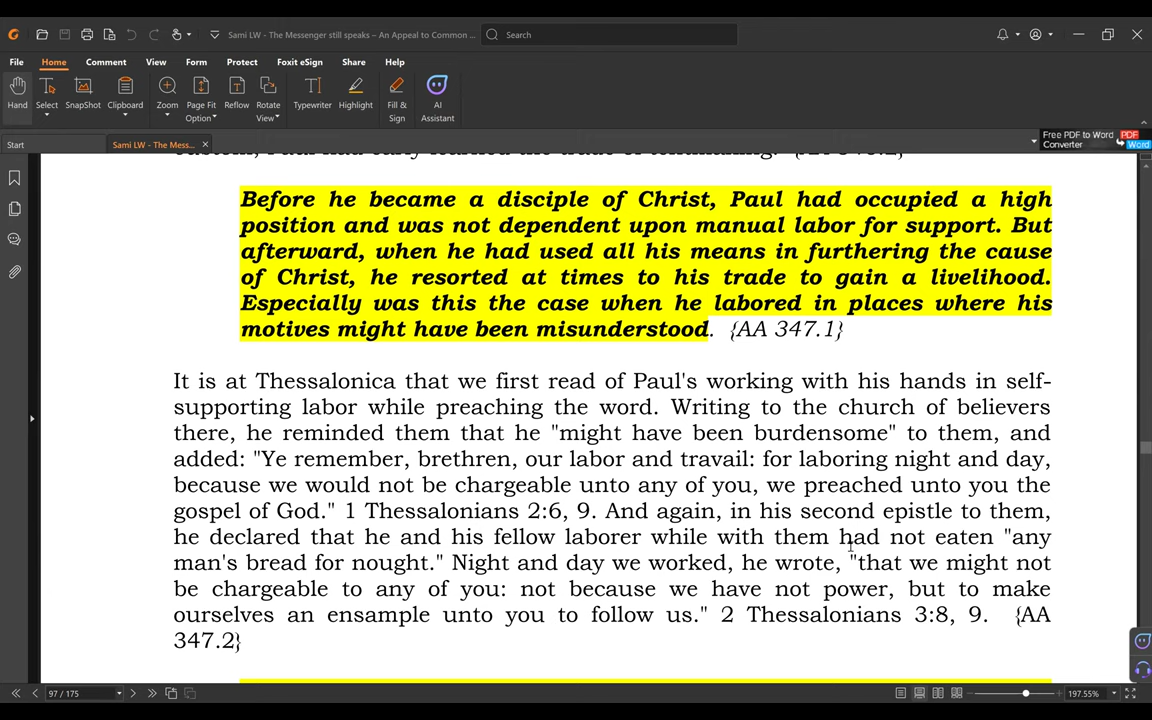 Sami LW - The Messenger still speaks – An Appeal to Common ...
Search
File Home Comment View Form Protect Foxit eSign Share Help
Hand Select SnapShot Clipboard Zoom Page Fit Option Reflow Rotate View Typewriter Highlight Fill & Sign AI Assistant
Start
Sami LW - The Mess...
Free PDF to Word Converter
PDF
Word
Before he became a disciple of Christ, Paul had occupied a high
position and was not dependent upon manual labor for support. But
afterward, when he had used all his means in furthering the cause
of Christ, he resorted at times to his trade to gain a livelihood.
Especially was this the case when he labored in places where his
motives might have been misunderstood. {AA 347.1}
It is at Thessalonica that we first read of Paul's working with his hands in self-
supporting labor while preaching the word. Writing to the church of believers
there, he reminded them that he "might have been burdensome" to them, and
added: "Ye remember, brethren, our labor and travail: for laboring night and day,
because we would not be chargeable unto any of you, we preached unto you the
gospel of God." 1 Thessalonians 2:6, 9. And again, in his second epistle to them,
he declared that he and his fellow laborer while with them had not eaten "any
man's bread for nought." Night and day we worked, he wrote, "that we might not
be chargeable to any of you: not because we have not power, but to make
ourselves an ensample unto you to follow us." 2 Thessalonians 3:8, 9. {AA
347.2}
97 / 175
197.55%